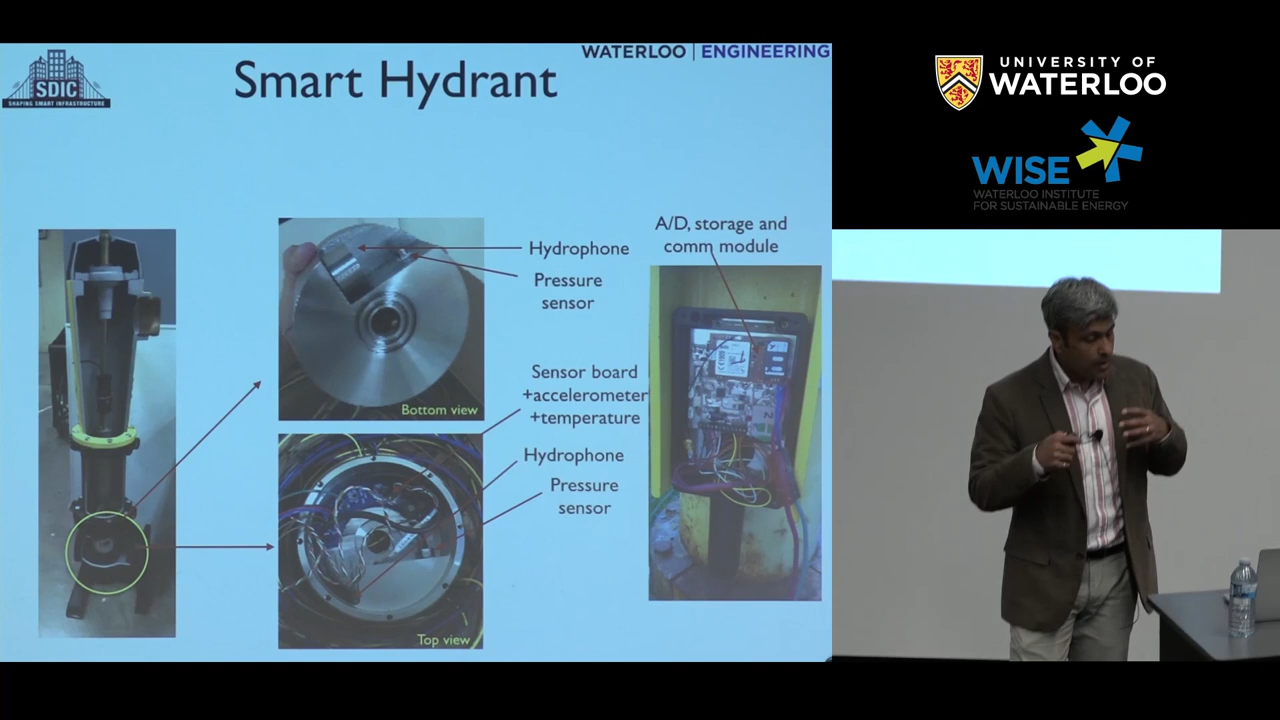 SDIC
SHAPING SMART INFRASTRUCTURE
WATERLOO | ENGINEERING
Smart Hydrant
Hydrophone
Pressure
sensor
Bottom view
Sensor board
+accelerometer
+temperature
Hydrophone
Pressure
sensor
Top view
A/D, storage and
comm module
UNIVERSITY OF
WATERLOO
WISE
WATERLOO INSTITUTE
FOR SUSTAINABLE ENERGY